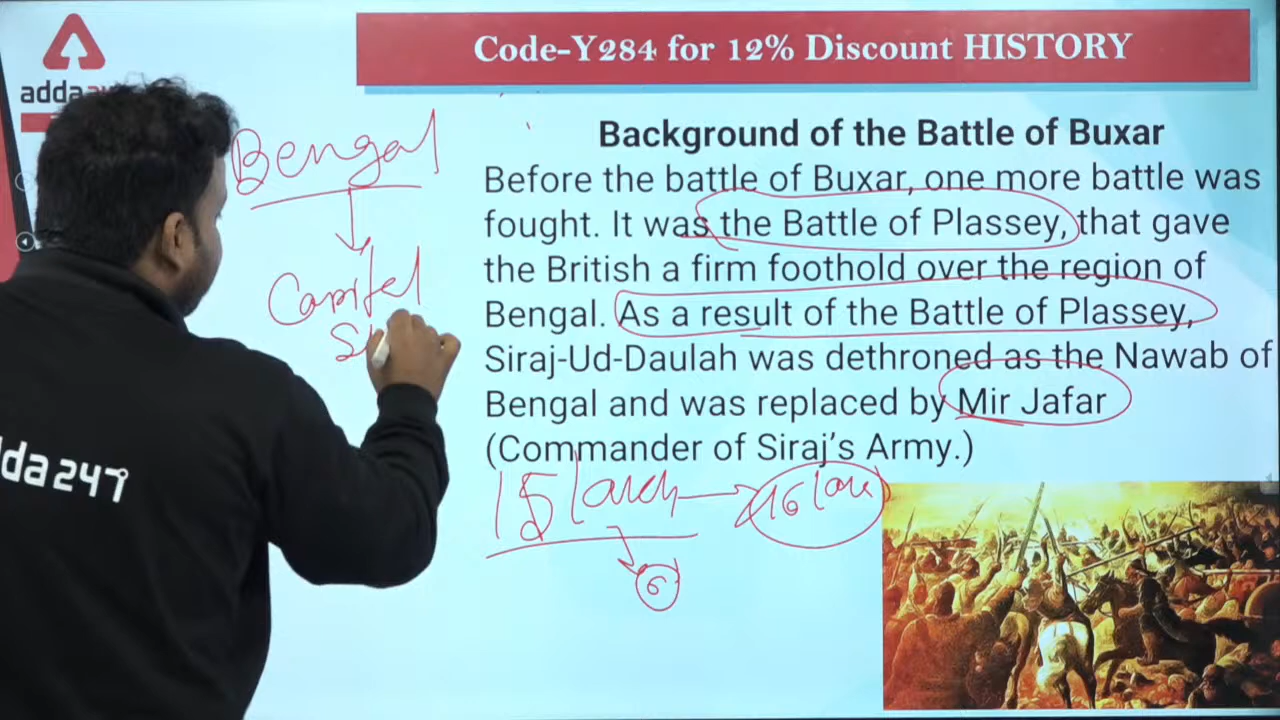 Code-Y284 for 12% Discount HISTORY
adda
Bengal
Capital
Background of the Battle of Buxar
Before the battle of Buxar, one more battle was
fought. It was the Battle of Plassey, that gave
the British a firm foothold over the region of
Bengal. As a result of the Battle of Plassey,
Siraj-Ud-Daulah was dethroned as the Nawab of
Bengal and was replaced by Mir Jafar
(Commander of Siraj's Army.)
15 16
6
dda247